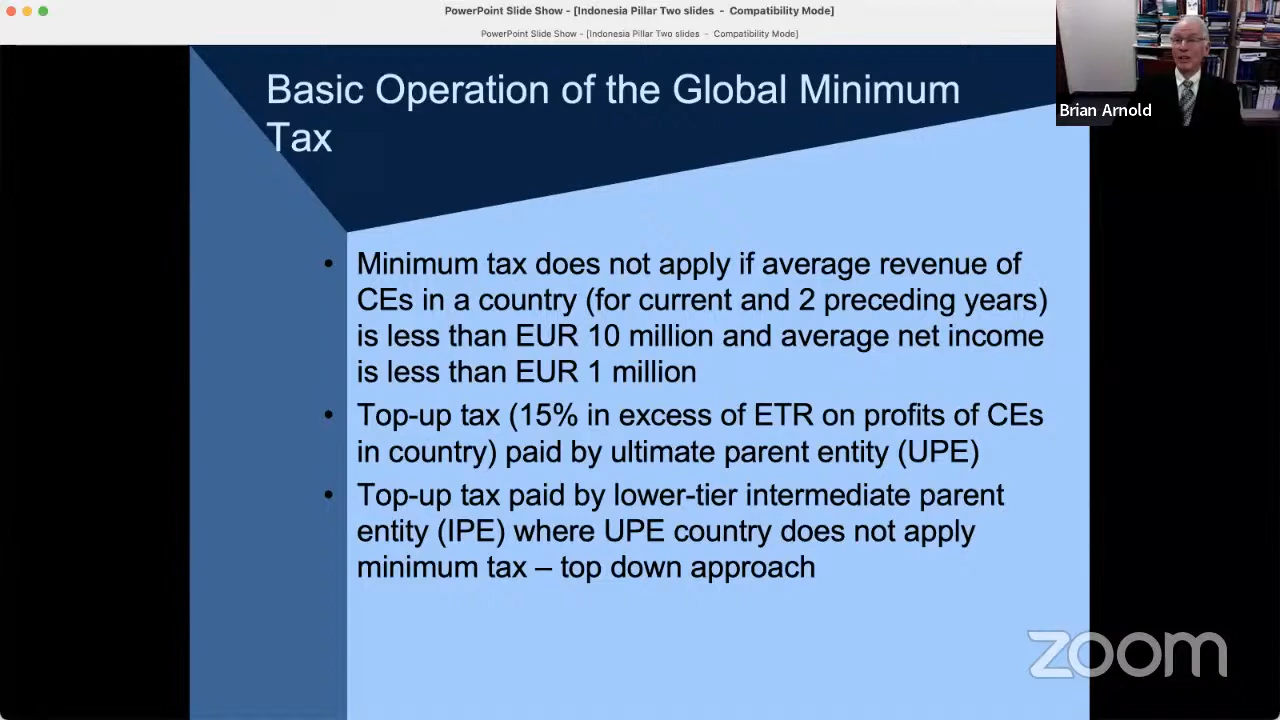 PowerPoint Slide Show - [Indonesia Pillar Two slides  -  Compatibility Mode]
PowerPoint Slide Show - [Indonesia Pillar Two slides  -  Compatibility Mode]
Brian Arnold
Basic Operation of the Global Minimum
Tax
• Minimum tax does not apply if average revenue of
CEs in a country (for current and 2 preceding years)
is less than EUR 10 million and average net income
is less than EUR 1 million
• Top-up tax (15% in excess of ETR on profits of CEs
in country) paid by ultimate parent entity (UPE)
• Top-up tax paid by lower-tier intermediate parent
entity (IPE) where UPE country does not apply
minimum tax – top down approach
zoom